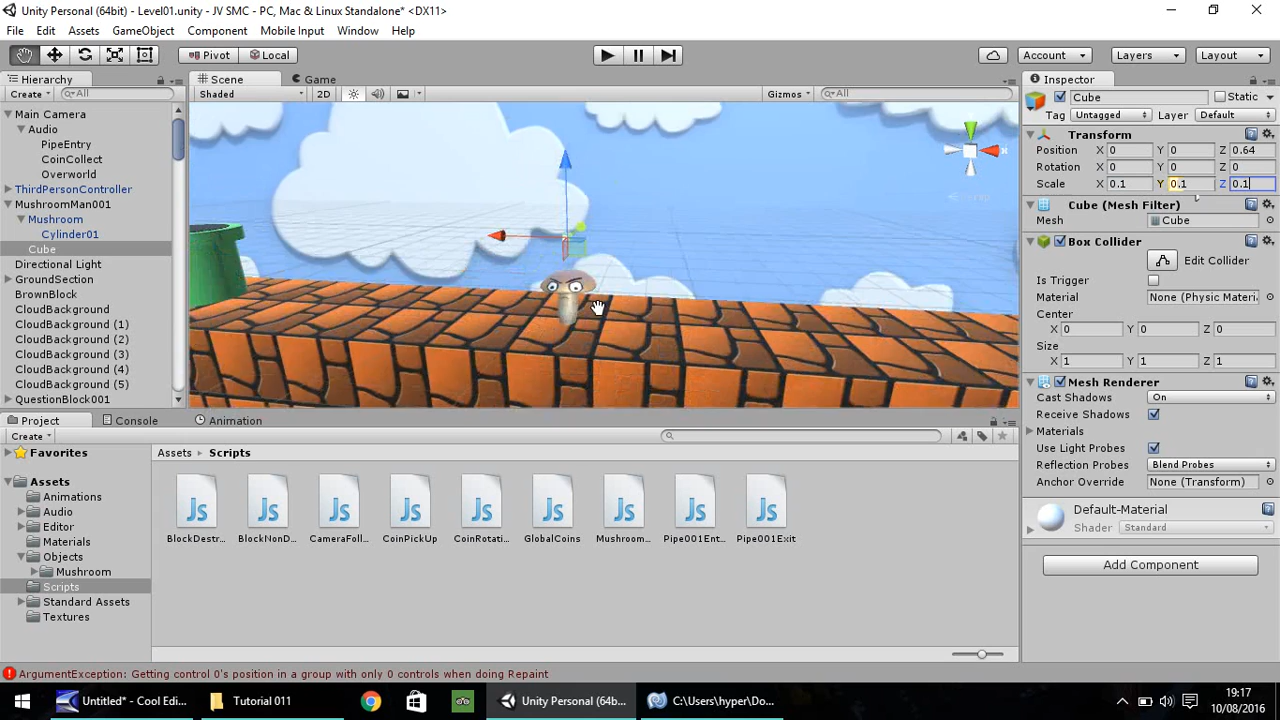 Unity Personal (64bit) - Level01.unity - JV SMC - PC, Mac & Linux Standalone* <DX11>
File Edit Assets GameObject Component Mobile Input Window Help
Pivot Local Account Layers Layout
Hierarchy Scene Game Inspector
Create All Shaded 2D Gizmos All Cube Static
Main Camera Tag Untagged Layer Default
Audio Transform
PipeEntry Position X 0 Y 0 Z 0.64
CoinCollect Rotation X 0 Y 0 Z 0
Overworld Scale X 0.1 Y 0.1 Z 0.1
ThirdPersonController
MushroomMan001 Cube (Mesh Filter)
Mushroom Mesh Cube
Cylinder01 Box Collider
Cube Edit Collider
Directional Light Is Trigger
GroundSection Material None (Physic Materi
BrownBlock Center
CloudBackground X 0 Y 0 Z 0
CloudBackground (1) Size
CloudBackground (2) X 1 Y 1 Z 1
CloudBackground (3) Mesh Renderer
CloudBackground (4) Cast Shadows On
CloudBackground (5) Receive Shadows
QuestionBlock001 Materials
Project Console Animation Use Light Probes
Create Reflection Probes Blend Probes
Favorites Assets Scripts Anchor Override None (Transform)
Assets Default-Material
Animations Shader Standard
Audio
Editor BlockDestr... BlockNonD... CameraFoll... CoinPickUp CoinRotati... GlobalCoins Mushroom... Pipe001Ent... Pipe001Exit
Materials
Objects Add Component
Mushroom
Scripts
Standard Assets
Textures
ArgumentException: Getting control 0's position in a group with only 0 controls when doing Repaint
Untitled* - Cool Edi... Tutorial 011 Unity Personal (64b... C:\Users\hyper\Do... 19:17
10/08/2016
Js Js Js Js Js Js Js Js Js